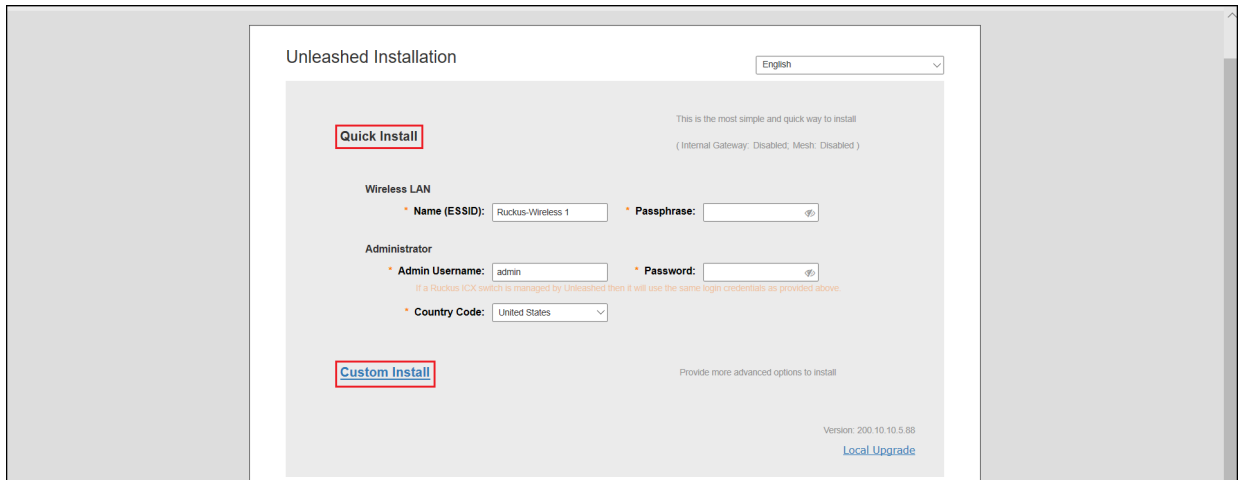 Unleashed Installation
English
Quick Install
This is the most simple and quick way to install
( Internal Gateway: Disabled; Mesh: Disabled )
Wireless LAN
* Name (ESSID): Ruckus-Wireless 1 * Passphrase:
Administrator
* Admin Username: admin * Password:
If a Ruckus ICX switch is managed by Unleashed then it will use the same login credentials as provided above
* Country Code: United States
Custom Install
Provide more advanced options to install
Version: 200.10.10.5.88
Local Upgrade